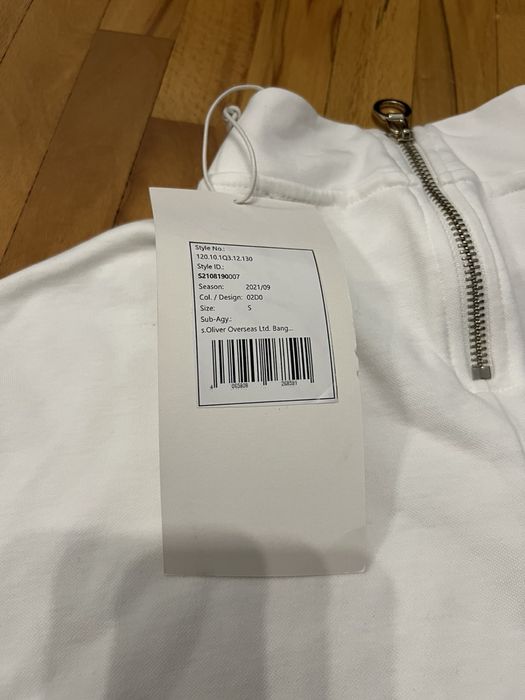 Style No.:
120.10.1Q3.12.130
Style ID.:
S2108190007
Season: 2021/09
Col. / Design: 02D0
Size: S
Sub-Agy.:
s.Oliver Overseas Ltd. Bang...